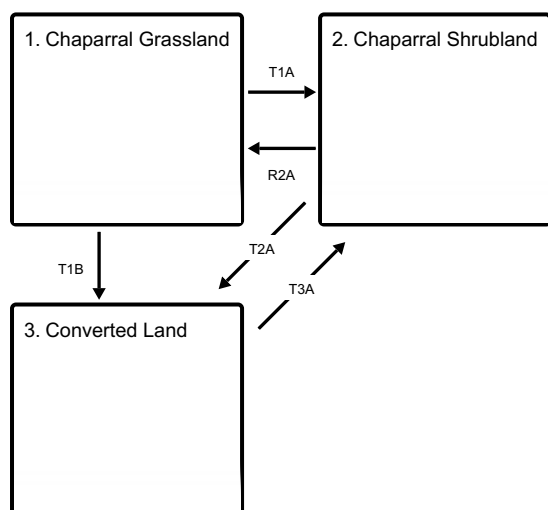 1. Chaparral Grassland
2. Chaparral Shrubland
T1A
R2A
T2A
T1B
T3A
3. Converted Land